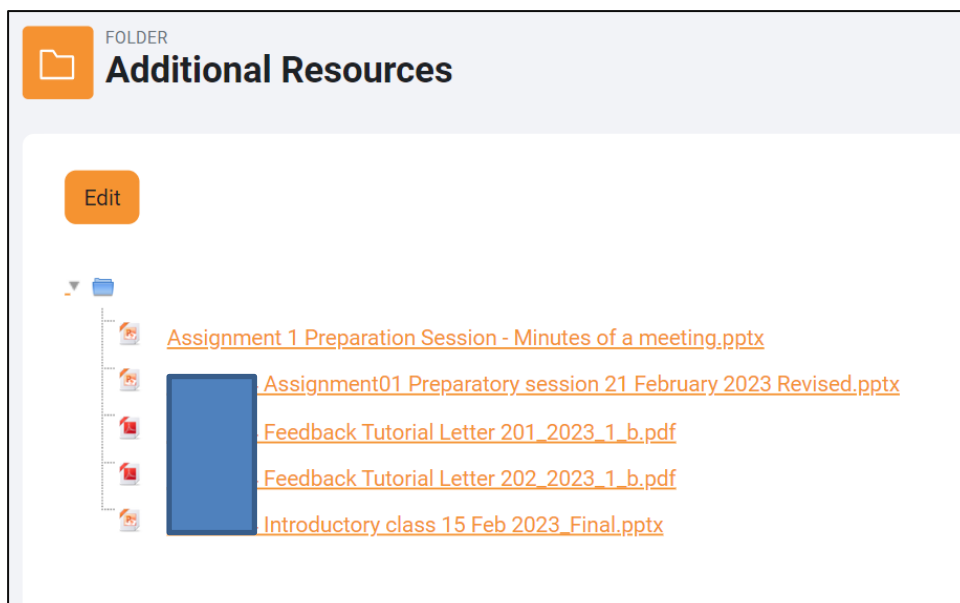 FOLDER
Additional Resources
Edit
Assignment 1 Preparation Session - Minutes of a meeting.pptx
Assignment01 Preparatory session 21 February 2023 Revised.pptx
Feedback Tutorial Letter 201_2023_1_b.pdf
Feedback Tutorial Letter 202_2023_1_b.pdf
Introductory class 15 Feb 2023_Final.pptx